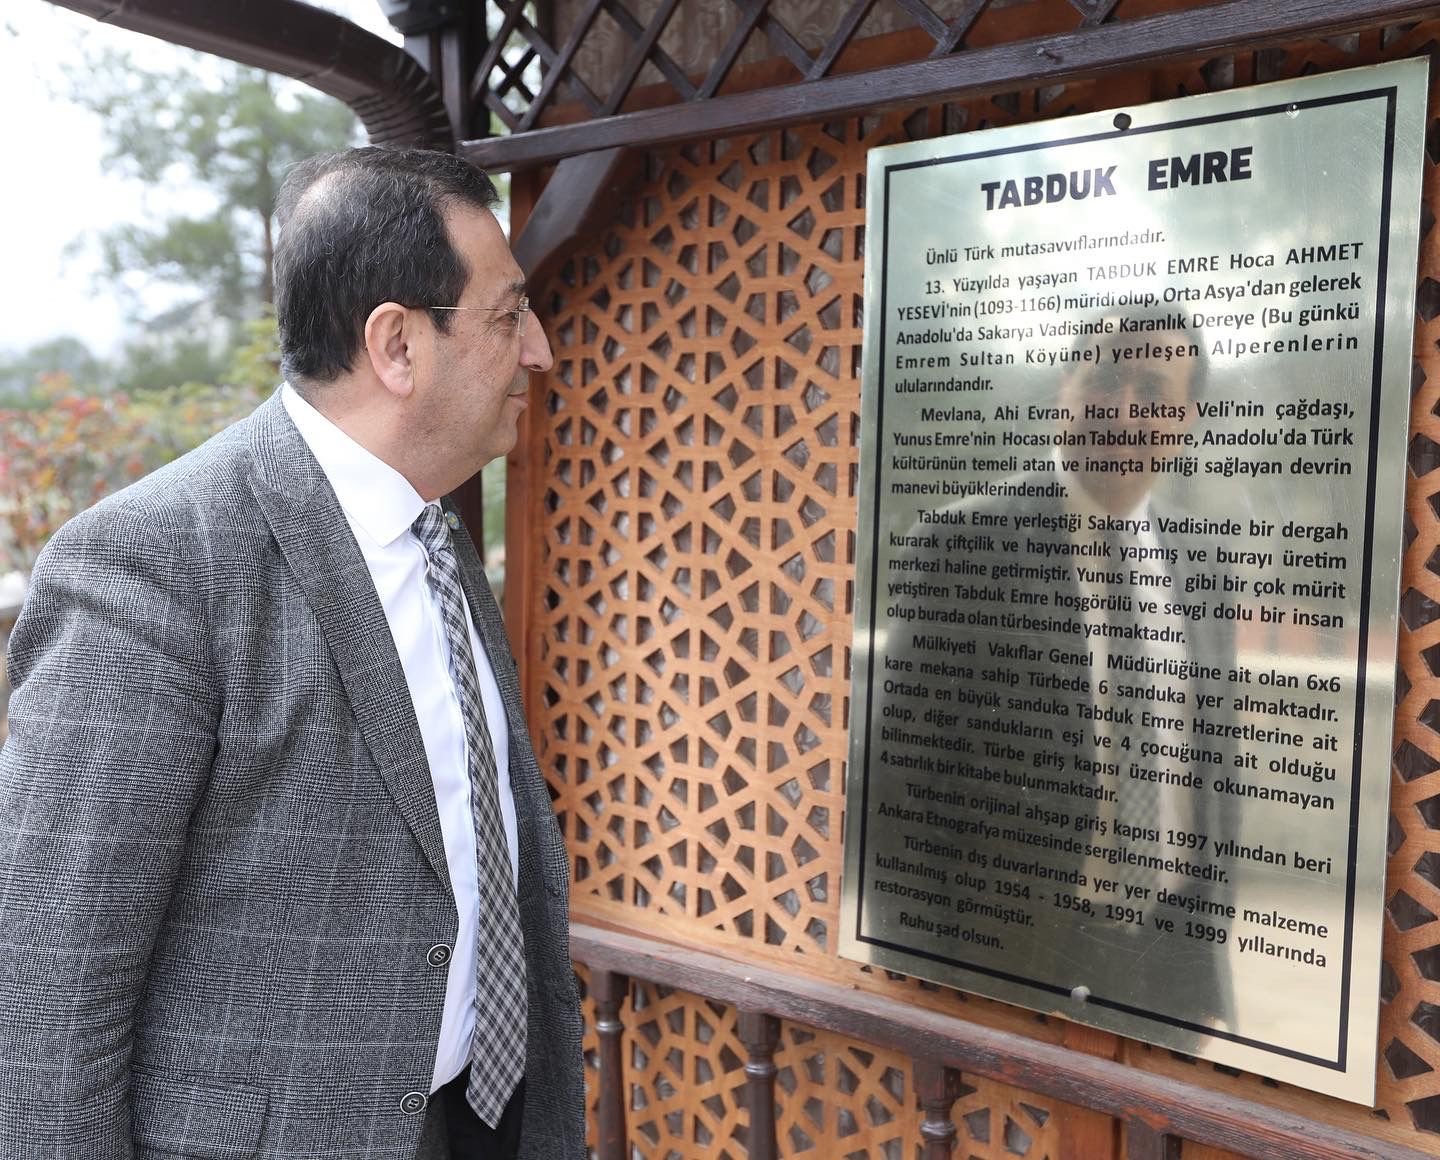 TABDUK EMRE
Ünlü Türk mutasavvıflarındadır.
13. Yüzyılda yaşayan TABDUK EMRE Hoca AHMET
YESEVİ'nin (1093-1166) müridi olup, Orta Asya'dan gelerek
Anadolu'da Sakarya Vadisinde Karanlık Dereye (Bu günkü
Emrem Sultan Köyüne) yerleşen Alperenlerin
ulularındandır.
Mevlana, Ahi Evran, Hacı Bektaş Veli'nin çağdaşı,
Yunus Emre'nin Hocası olan Tabduk Emre, Anadolu'da Türk
kültürünün temeli atan ve inançta birliği sağlayan devrin
manevi büyüklerindendir.
Tabduk Emre yerleştiği Sakarya Vadisinde bir dergah
kurarak çiftçilik ve hayvancılık yapmış ve burayı üretim
merkezi haline getirmiştir. Yunus Emre gibi bir çok mürit
yetiştiren Tabduk Emre hoşgörülü ve sevgi dolu bir insan
olup burada olan türbesinde yatmaktadır.
Mülkiyeti Vakıflar Genel Müdürlüğüne ait olan 6x6
kare mekana sahip Türbede 6 sanduka yer almaktadır.
Ortada en büyük sanduka Tabduk Emre Hazretlerine ait
olup, diğer sandukların eşi ve 4 çocuğuna ait olduğu
bilinmektedir. Türbe giriş kapısı üzerinde okunamayan
4 satırlık bir kitabe bulunmaktadır.
Türbenin orijinal ahşap giriş kapısı 1997 yılından beri
Ankara Etnografya müzesinde sergilenmektedir.
Türbenin dış duvarlarında yer yer devşirme malzeme
kullanılmış olup 1954 - 1958, 1991 ve 1999 yıllarında
restorasyon görmüştür.
Ruhu şad olsun.